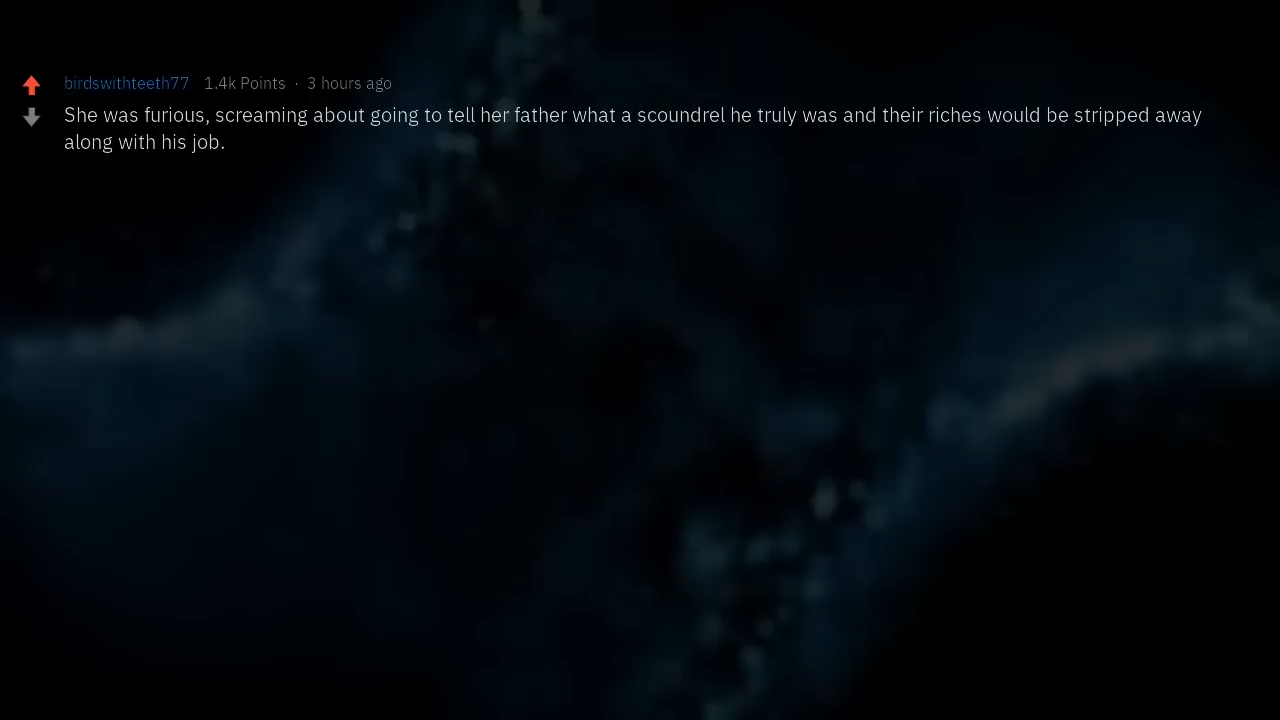 birdswithteeth77 1.4k Points · 3 hours ago
She was furious, screaming about going to tell her father what a scoundrel he truly was and their riches would be stripped away
along with his job.